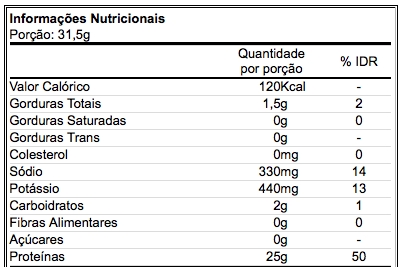 Informações Nutricionais
Porção: 31,5g
Quantidade por porção % IDR
Valor Calórico 120Kcal -
Gorduras Totais 1,5g 2
Gorduras Saturadas 0g 0
Gorduras Trans 0g -
Colesterol 0mg 0
Sódio 330mg 14
Potássio 440mg 13
Carboidratos 2g 1
Fibras Alimentares 0g 0
Açúcares 0g -
Proteínas 25g 50